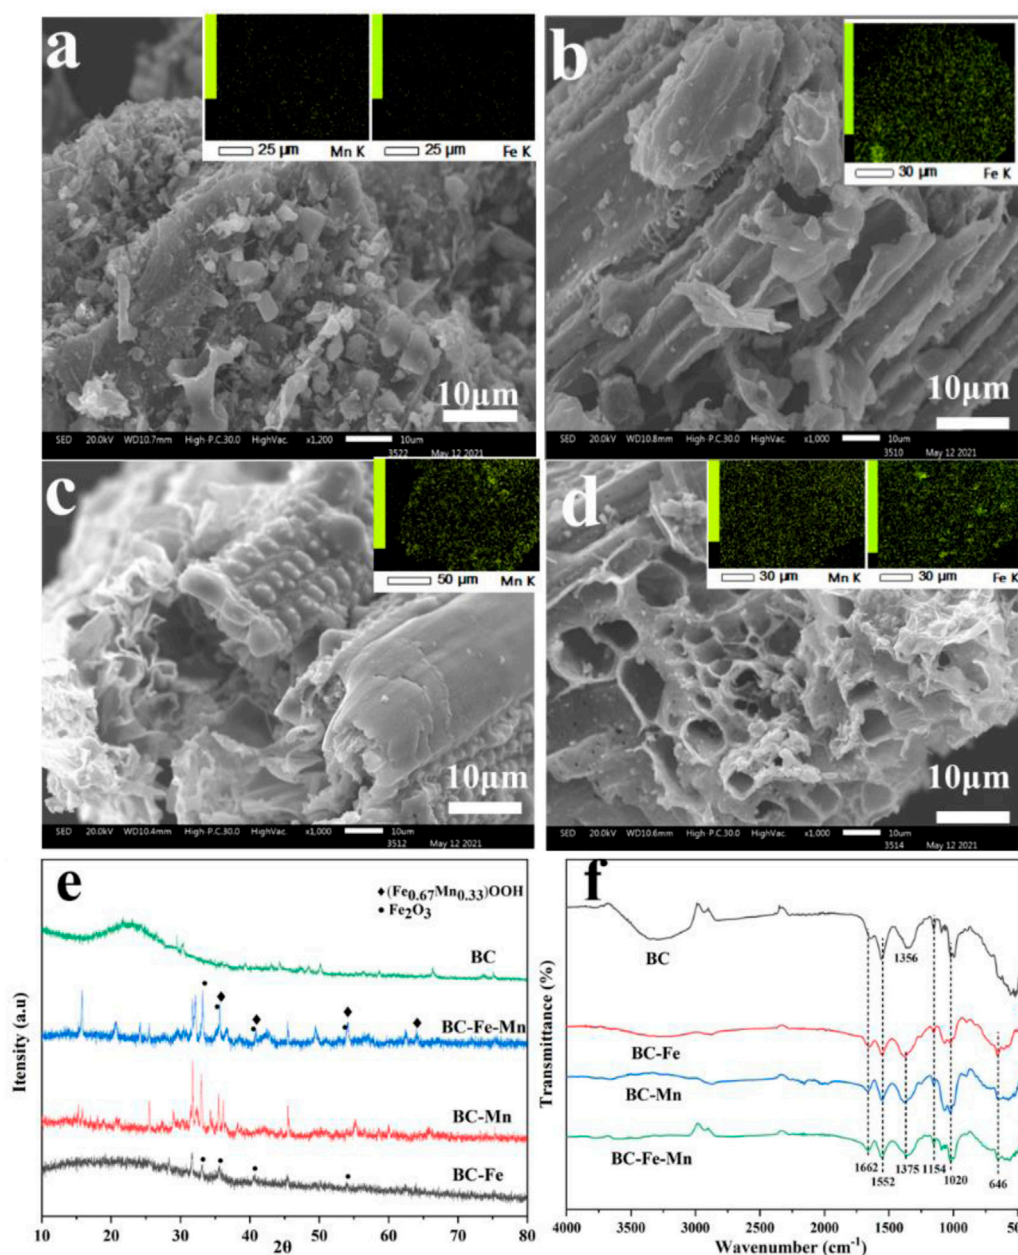 a
25 µm Mn K
25 µm Fe K
10µm
SED 20.0kV WD10.7mm High-P.C.30.0 HighVac. x1,200 10um
3522 May 12 2021
b
30 µm Fe K
10µm
SED 20.0kV WD10.8mm High-P.C.30.0 HighVac. x1,000 10um
3510 May 12 2021
c
50 µm Mn K
10µm
SED 20.0kV WD10.4mm High-P.C.30.0 HighVac. x1,000 10um
3512 May 12 2021
d
30 µm Mn K
30 µm Fe K
10µm
SED 20.0kV WD10.6mm High-P.C.30.0 HighVac. x1,000 10um
3514 May 12 2021
e
♦(Fe0.67Mn0.33)OOH
• Fe2O3
BC
BC-Fe-Mn
BC-Mn
BC-Fe
Itensity (a.u)
10 20 30 40 50 60 70 80
2θ
f
BC
1356
BC-Fe
BC-Mn
BC-Fe-Mn
1662 1552 1375 1154 1020 646
Transmittance (%)
4000 3500 3000 2500 2000 1500 1000 500
Wavenumber (cm-1)